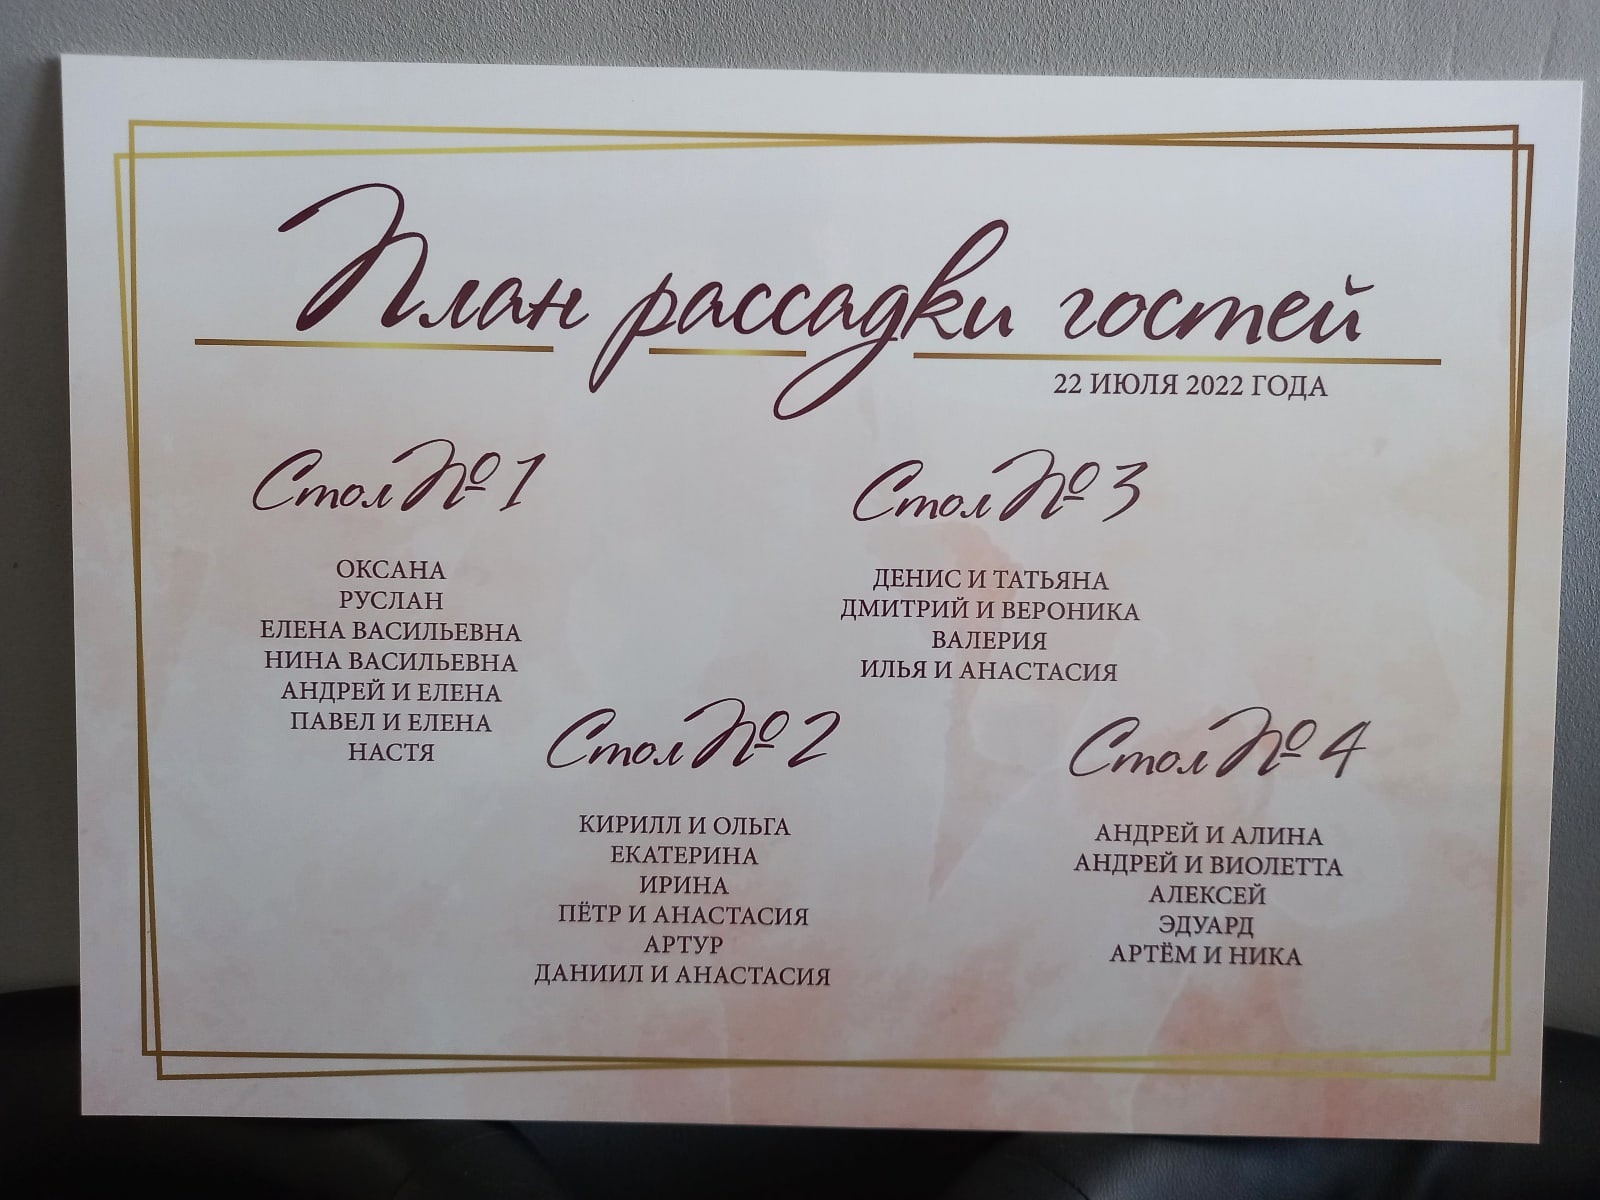 План рассадки гостей
22 ИЮЛЯ 2022 ГОДА
Стол № 1
ОКСАНА
РУСЛАН
ЕЛЕНА ВАСИЛЬЕВНА
НИНА ВАСИЛЬЕВНА
АНДРЕЙ И ЕЛЕНА
ПАВЕЛ И ЕЛЕНА
НАСТЯ
Стол № 2
КИРИЛЛ И ОЛЬГА
ЕКАТЕРИНА
ИРИНА
ПЁТР И АНАСТАСИЯ
АРТУР
ДАНИИЛ И АНАСТАСИЯ
Стол № 3
ДЕНИС И ТАТЬЯНА
ДМИТРИЙ И ВЕРОНИКА
ВАЛЕРИЯ
ИЛЬЯ И АНАСТАСИЯ
Стол № 4
АНДРЕЙ И АЛИНА
АНДРЕЙ И ВИОЛЕТТА
АЛЕКСЕЙ
ЭДУАРД
АРТЁМ И НИКА